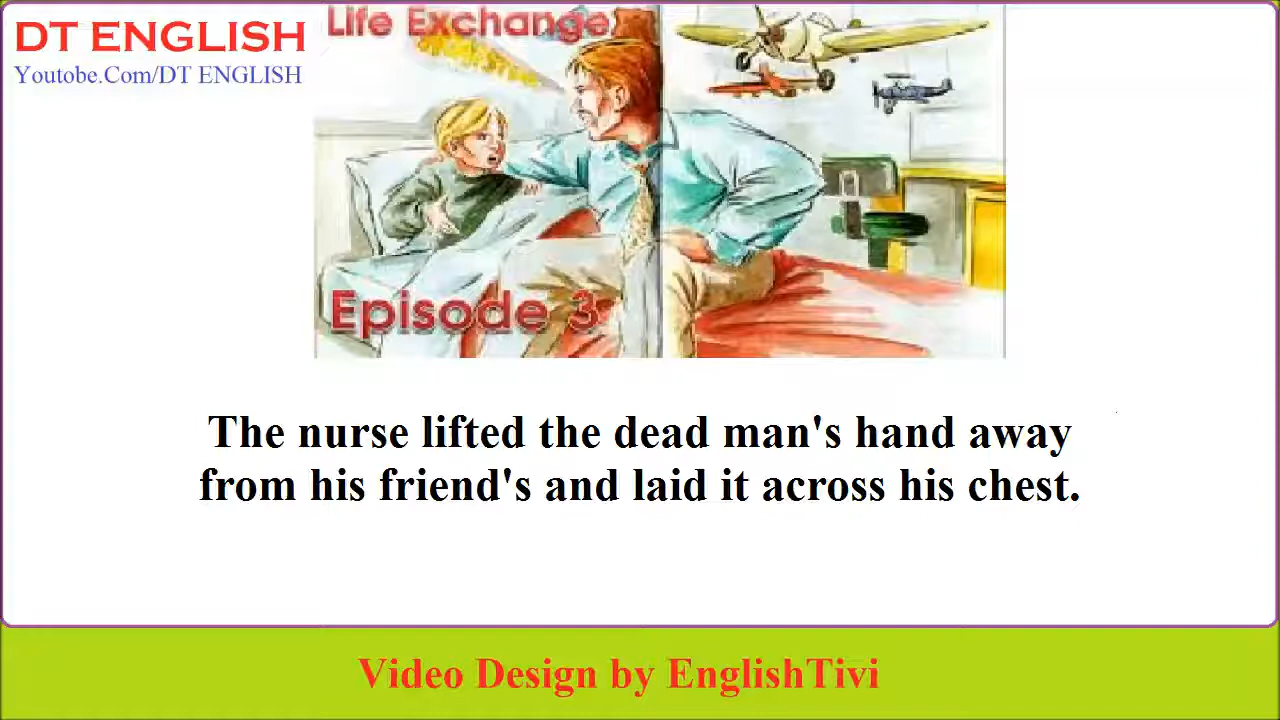 DT ENGLISH
Youtobe.Com/DT ENGLISH
Life Exchange
Episode 3
The nurse lifted the dead man's hand away
from his friend's and laid it across his chest.
Video Design by EnglishTivi